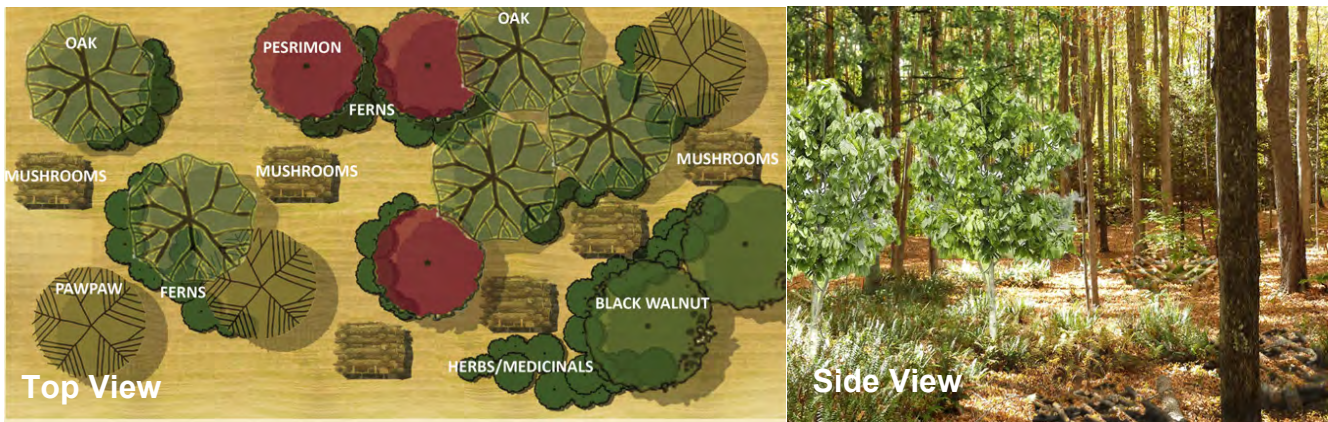 OAK
PESRIMON
OAK
FERNS
MUSHROOMS
MUSHROOMS
MUSHROOMS
PAWPAW
FERNS
BLACK WALNUT
HERBS/MEDICINALS
Top View
Side View